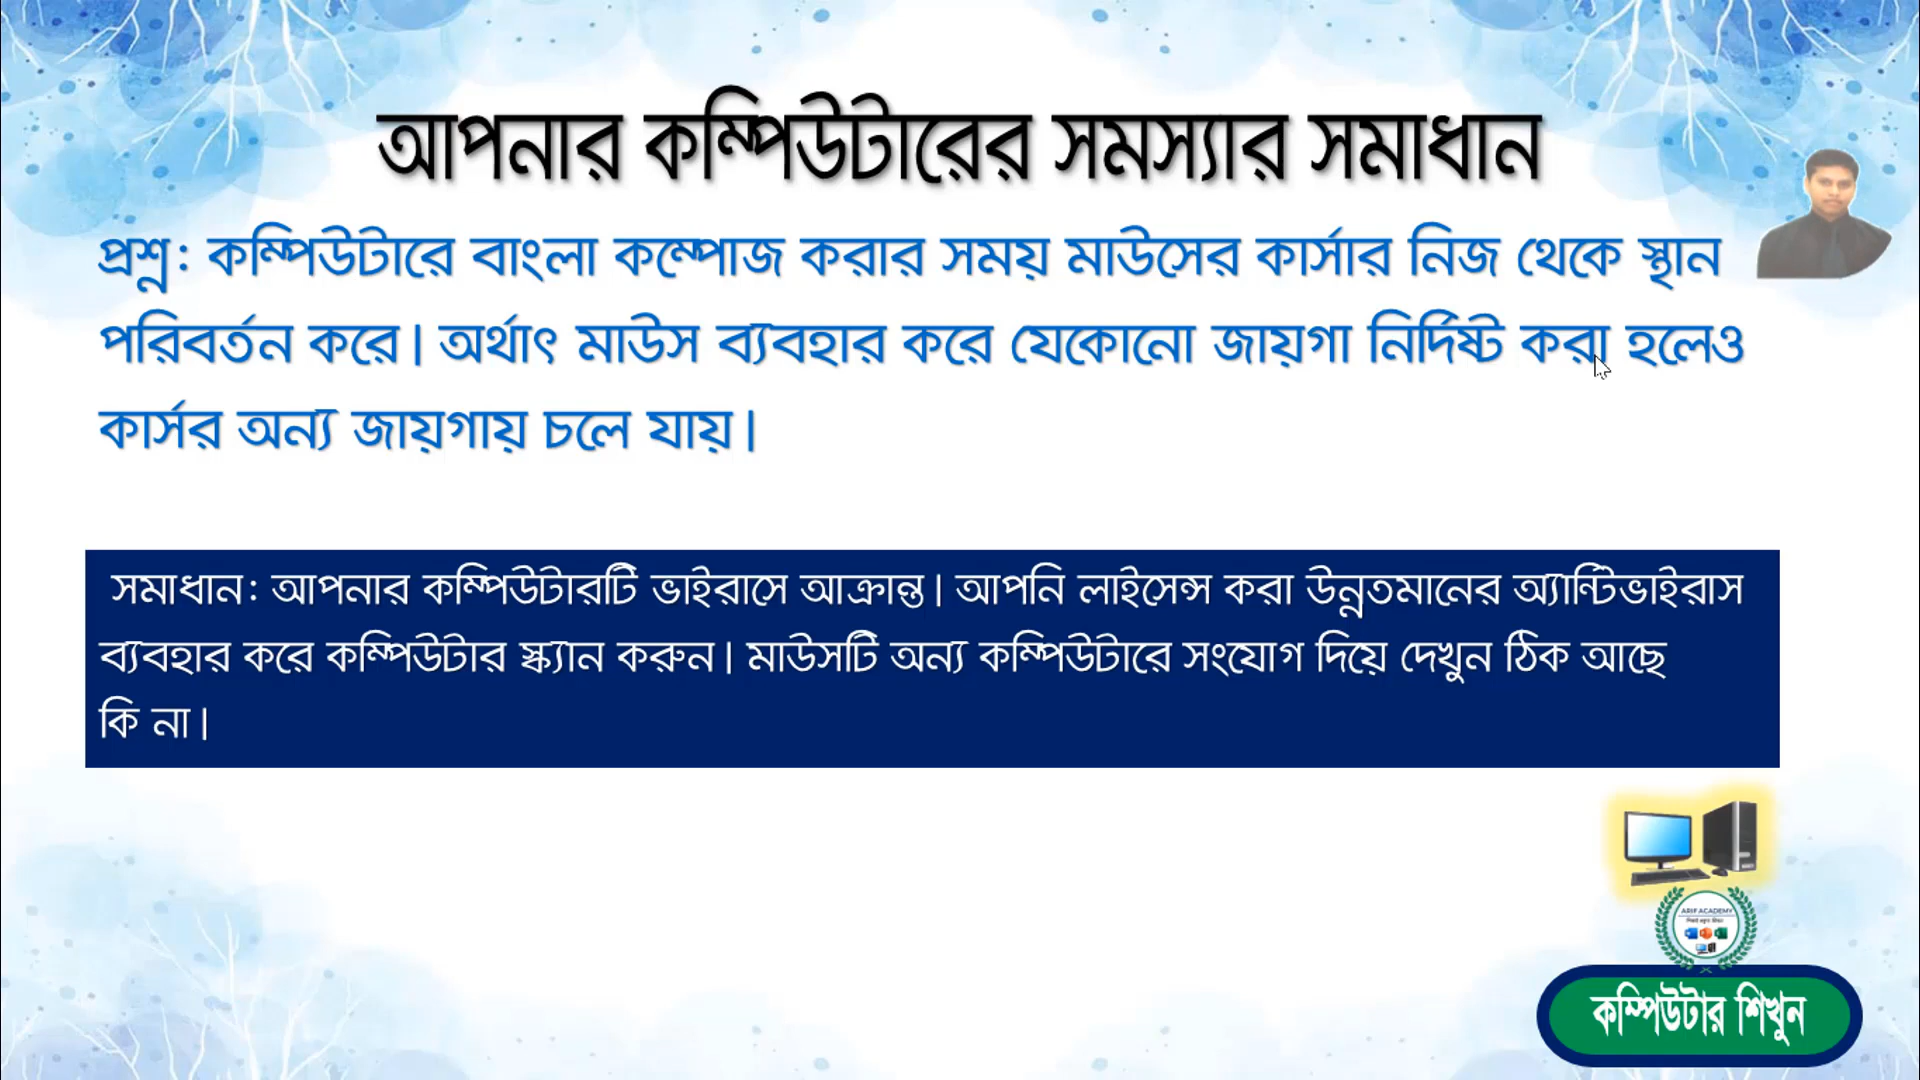 আপনার কম্পিউটারের সমস্যার সমাধান
প্রশ্ন: কম্পিউটারে বাংলা কম্পোজ করার সময় মাউসের কার্সার নিজ থেকে স্থান
পরিবর্তন করে। অর্থাৎ মাউস ব্যবহার করে যেকোনো জায়গা নির্দিষ্ট করা হলেও
কার্সর অন্য জায়গায় চলে যায়।
সমাধান: আপনার কম্পিউটারটি ভাইরাসে আক্রান্ত। আপনি লাইসেন্স করা উন্নতমানের অ্যান্টিভাইরাস
ব্যবহার করে কম্পিউটার স্ক্যান করুন। মাউসটি অন্য কম্পিউটারে সংযোগ দিয়ে দেখুন ঠিক আছে
কি না।
ARIF ACADEMY
কম্পিউটার শিখুন